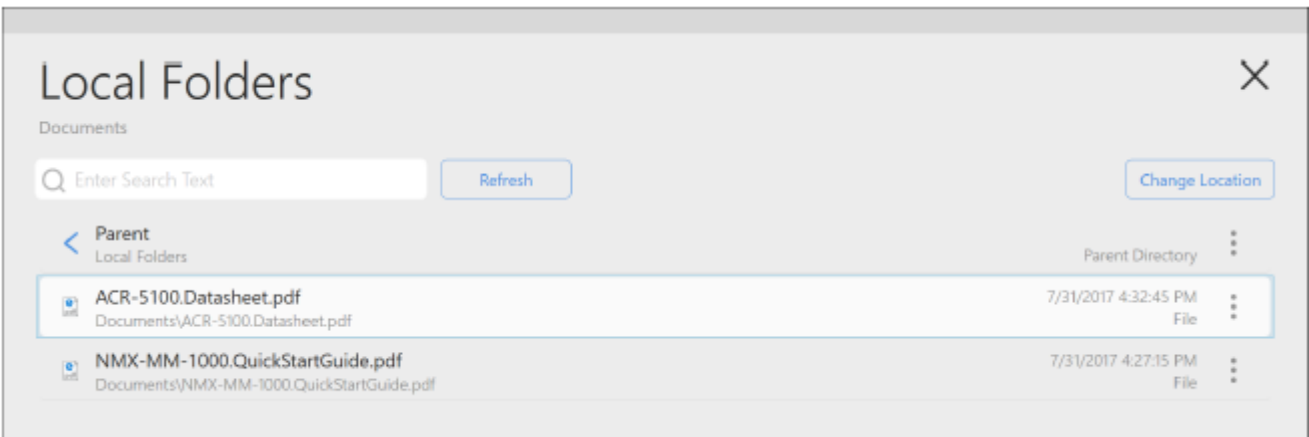 Local Folders
Documents
Enter Search Text
Refresh
Change Location
Parent
Local Folders
Parent Directory
ACR-5100.Datasheet.pdf
7/31/2017 4:32:45 PM
Documents\ACR-5100.Datasheet.pdf
File
NMX-MM-1000.QuickStartGuide.pdf
7/31/2017 4:27:15 PM
Documents\NMX-MM-1000.QuickStartGuide.pdf
File